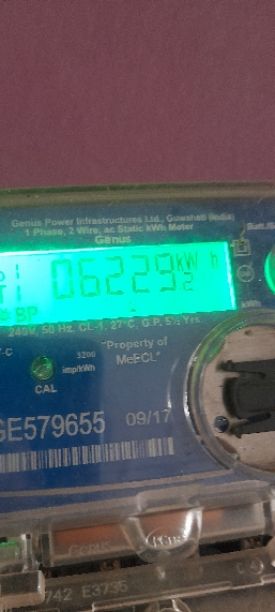 Genus Power Infrastructures Ltd., Guwahati (India)
1 Phase, 2 Wire, ac Static kWh Meter
Genus
06229 kWh
BP
240V, 50 Hz, CL-1, 27°C, G.P. 5½ Yrs.
kWh
3200
imp/kWh
CAL
"Property of
MeECL"
GE579655 09/17
742 E3735